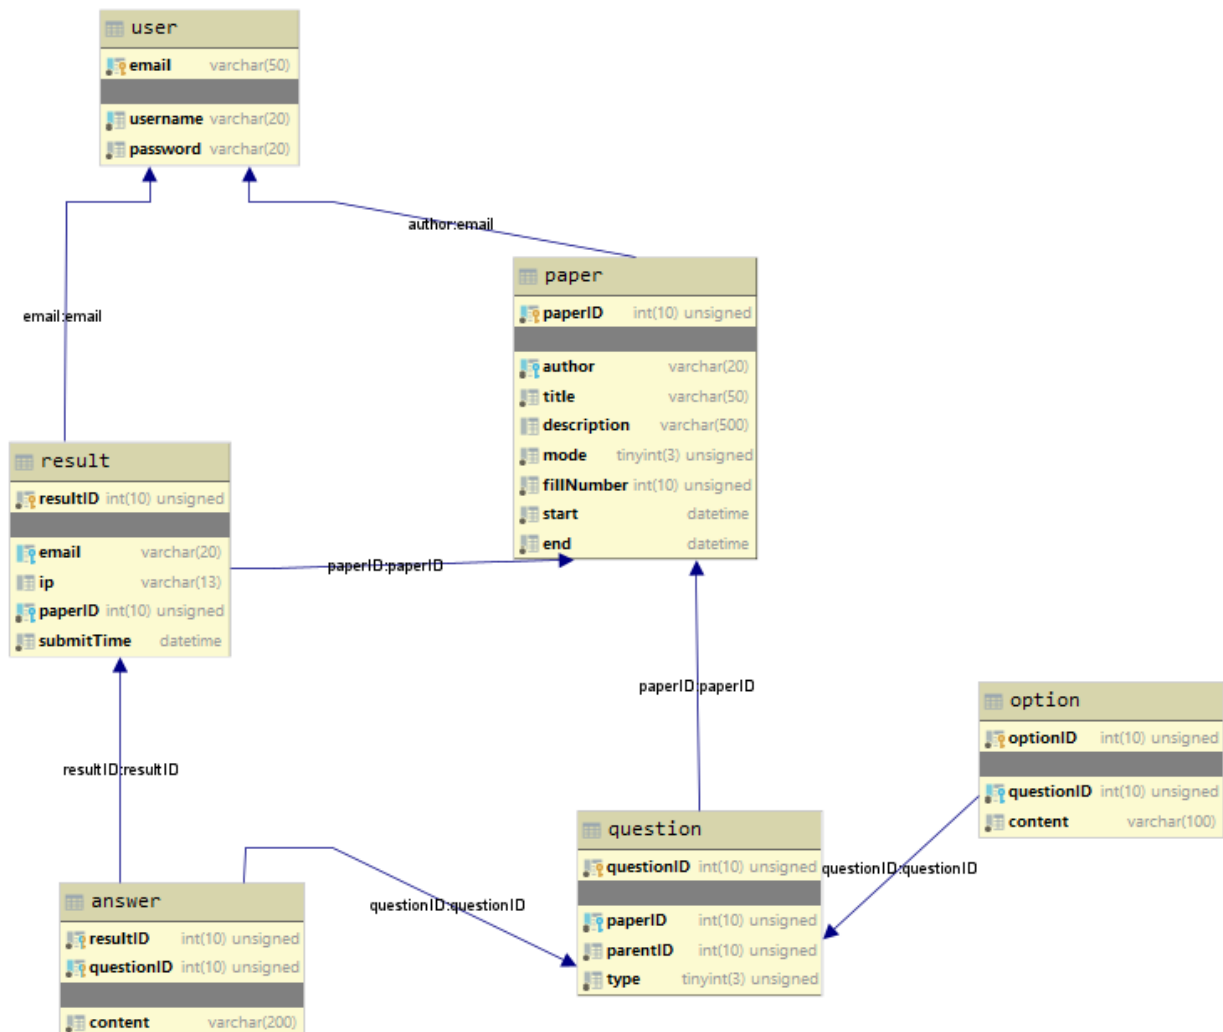 user
email varchar(50)
username varchar(20)
password varchar(20)
author:email
email:email
paper
paperID int(10) unsigned
author varchar(20)
title varchar(50)
description varchar(500)
mode tinyint(3) unsigned
fillNumber int(10) unsigned
start datetime
end datetime
result
resultID int(10) unsigned
email varchar(20)
ip varchar(13)
paperID int(10) unsigned
submitTime datetime
paperID:paperID
paperID:paperID
resultID:resultID
option
optionID int(10) unsigned
questionID int(10) unsigned
content varchar(100)
question
questionID int(10) unsigned
paperID int(10) unsigned
parentID int(10) unsigned
type tinyint(3) unsigned
questionID:questionID
questionID:questionID
answer
resultID int(10) unsigned
questionID int(10) unsigned
content varchar(200)